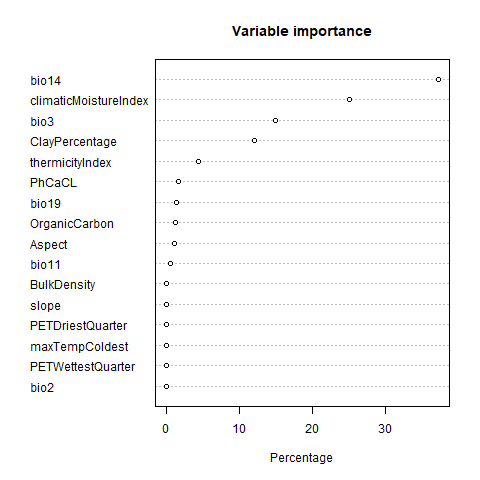 Variable importance
bio14
climaticMoistureIndex
bio3
ClayPercentage
thermicityIndex
PhCaCL
bio19
OrganicCarbon
Aspect
bio11
BulkDensity
slope
PETDriestQuarter
maxTempColdest
PETWettestQuarter
bio2
0 10 20 30
Percentage